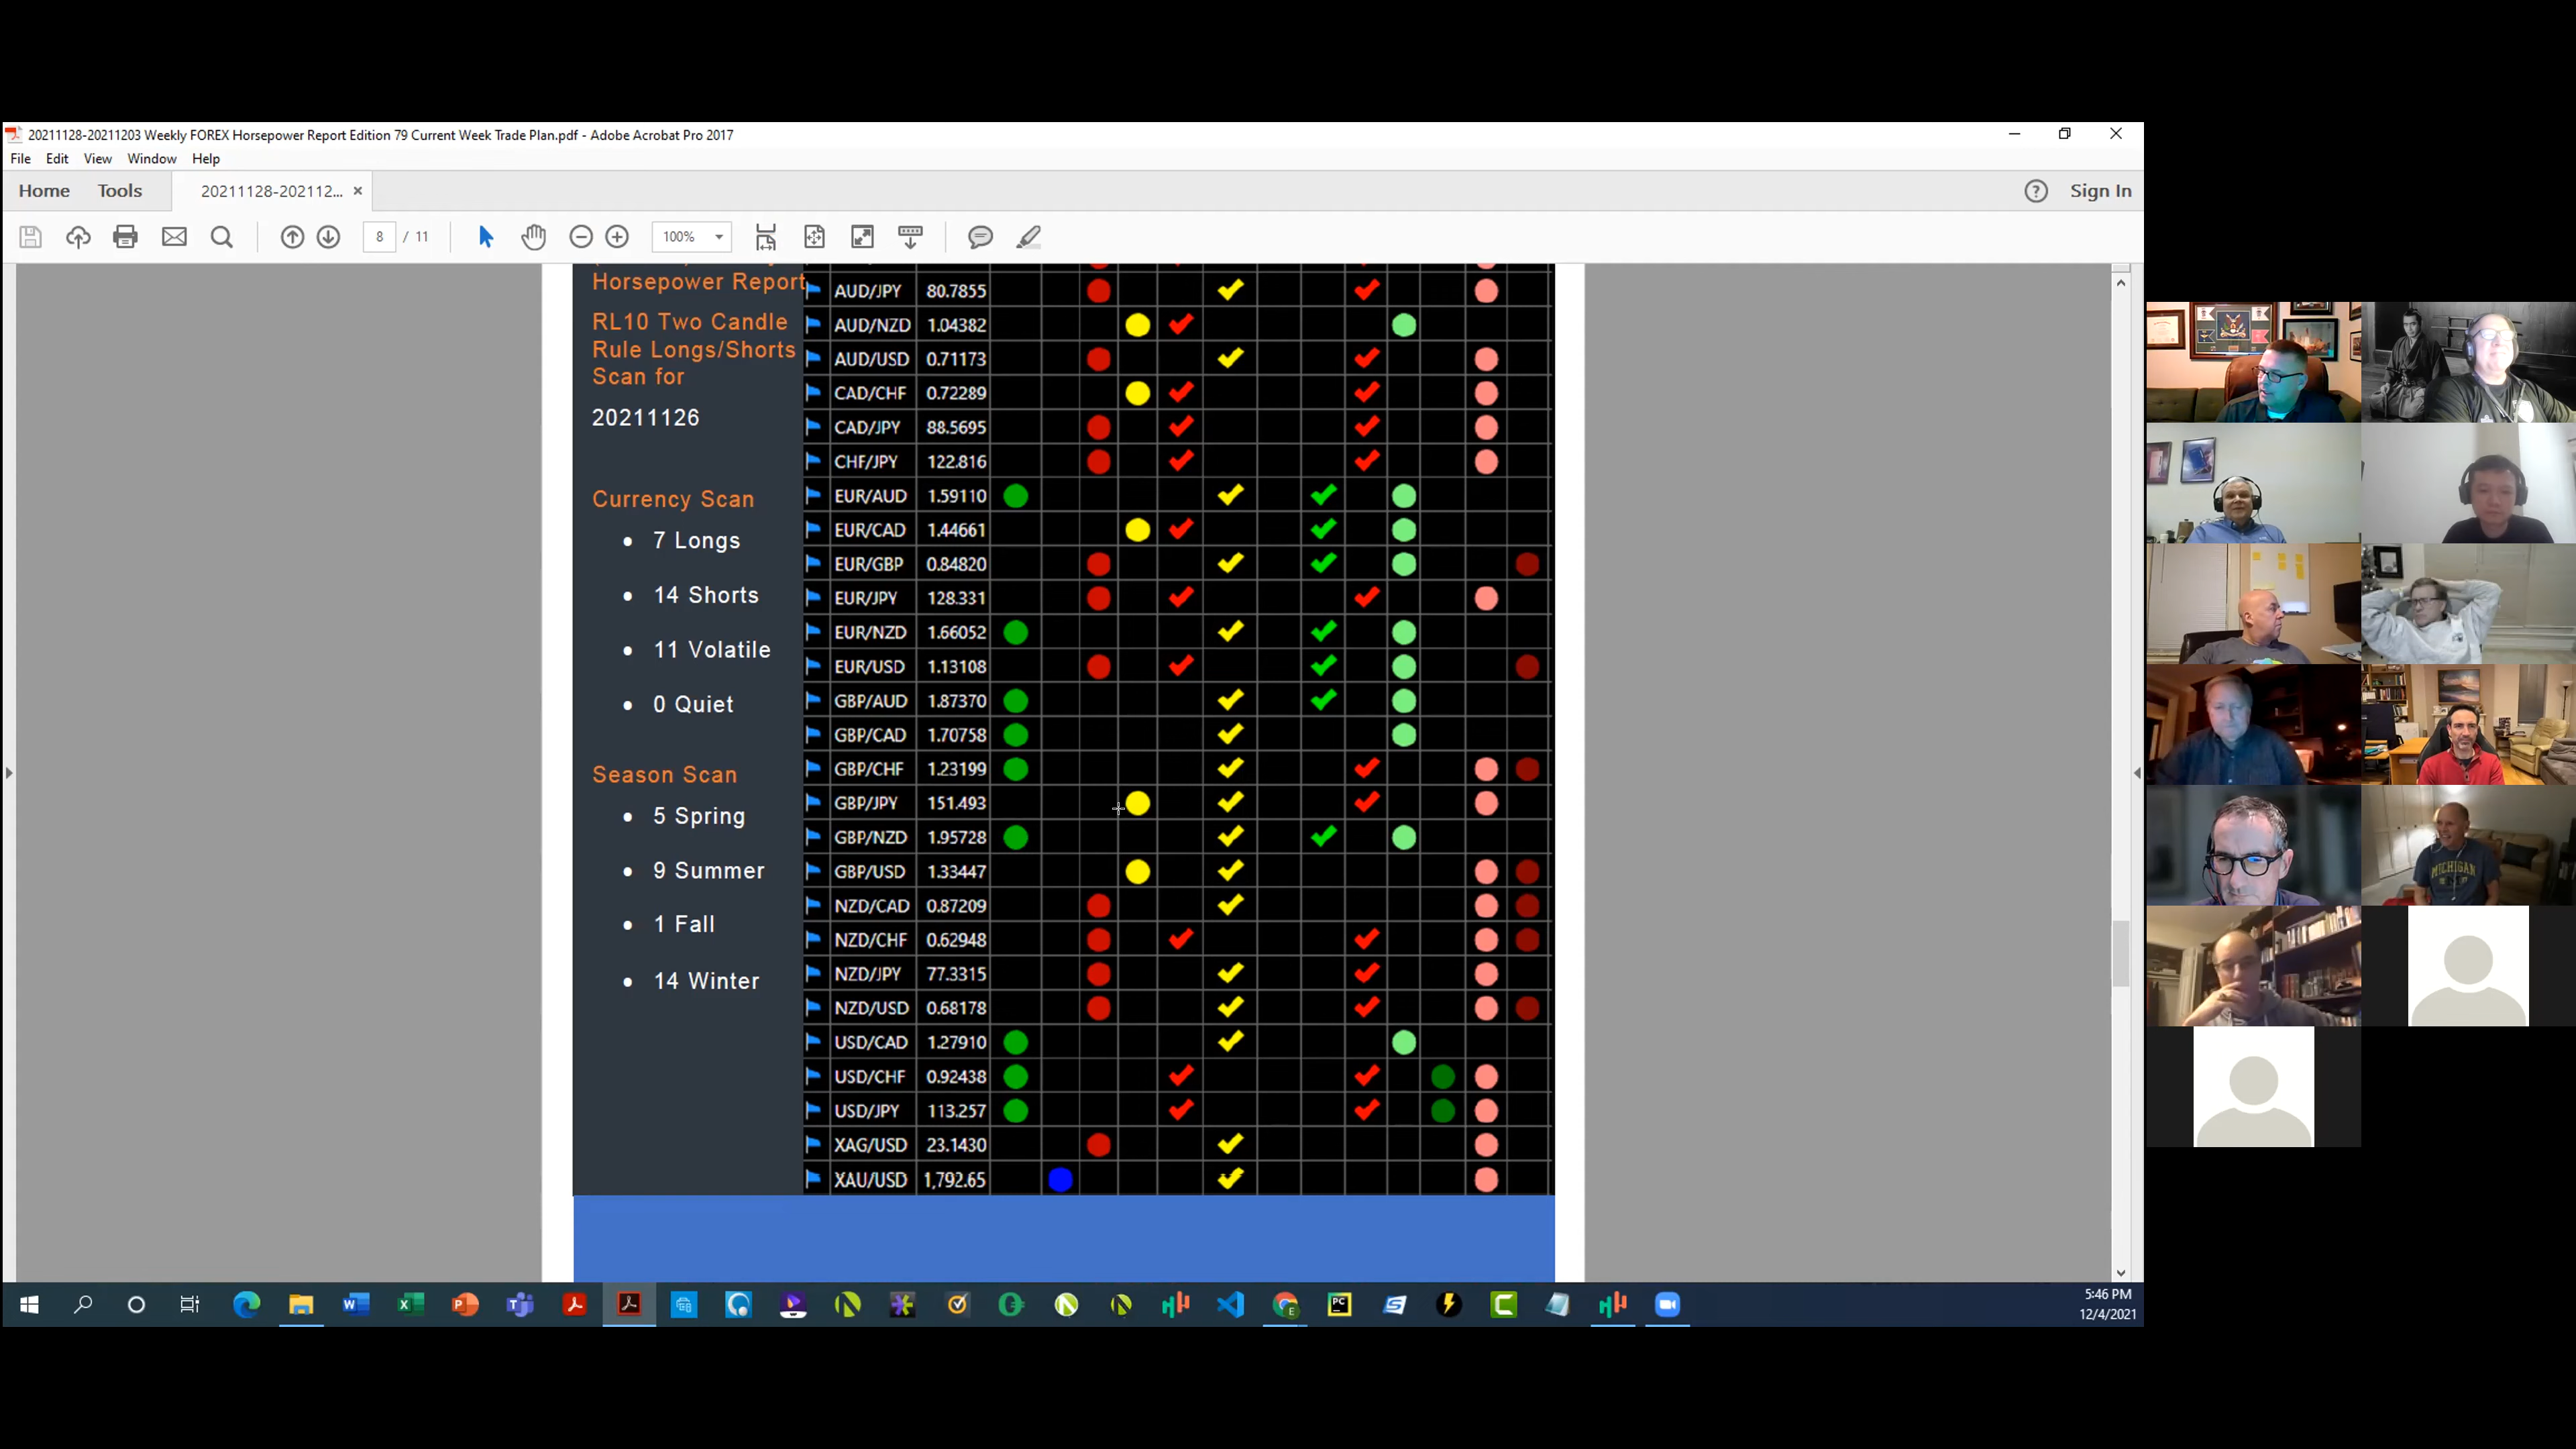 20211128-20211203 Weekly FOREX Horsepower Report Edition 79 Current Week Trade Plan.pdf - Adobe Acrobat Pro 2017
File Edit View Window Help
Home Tools 20211128-202112... × Sign In
8 / 11 100%
Horsepower Report
RL10 Two Candle
Rule Longs/Shorts
Scan for
20211126
Currency Scan
• 7 Longs
• 14 Shorts
• 11 Volatile
• 0 Quiet
Season Scan
• 5 Spring
• 9 Summer
• 1 Fall
• 14 Winter
AUD/JPY 80.7855
AUD/NZD 1.04382
AUD/USD 0.71173
CAD/CHF 0.72289
CAD/JPY 88.5695
CHF/JPY 122.816
EUR/AUD 1.59110
EUR/CAD 1.44661
EUR/GBP 0.84820
EUR/JPY 128.331
EUR/NZD 1.66052
EUR/USD 1.13108
GBP/AUD 1.87370
GBP/CAD 1.70758
GBP/CHF 1.23199
GBP/JPY 151.493
GBP/NZD 1.95728
GBP/USD 1.33447
NZD/CAD 0.87209
NZD/CHF 0.62948
NZD/JPY 77.3315
NZD/USD 0.68178
USD/CAD 1.27910
USD/CHF 0.92438
USD/JPY 113.257
XAG/USD 23.1430
XAU/USD 1,792.65
MICHIGAN
5:46 PM
12/4/2021